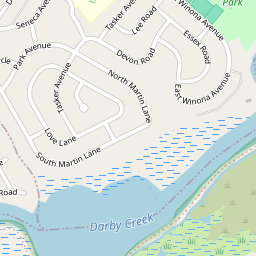 Seneca Avenue
Tasker Avenue
Lee Road
East Winona Avenue
Park
Essex Road
Park Avenue
Devon Road
Tasker Avenue
North Martin Lane
East Winona Avenue
Love Lane
South Martin Lane
Road
Darby Creek